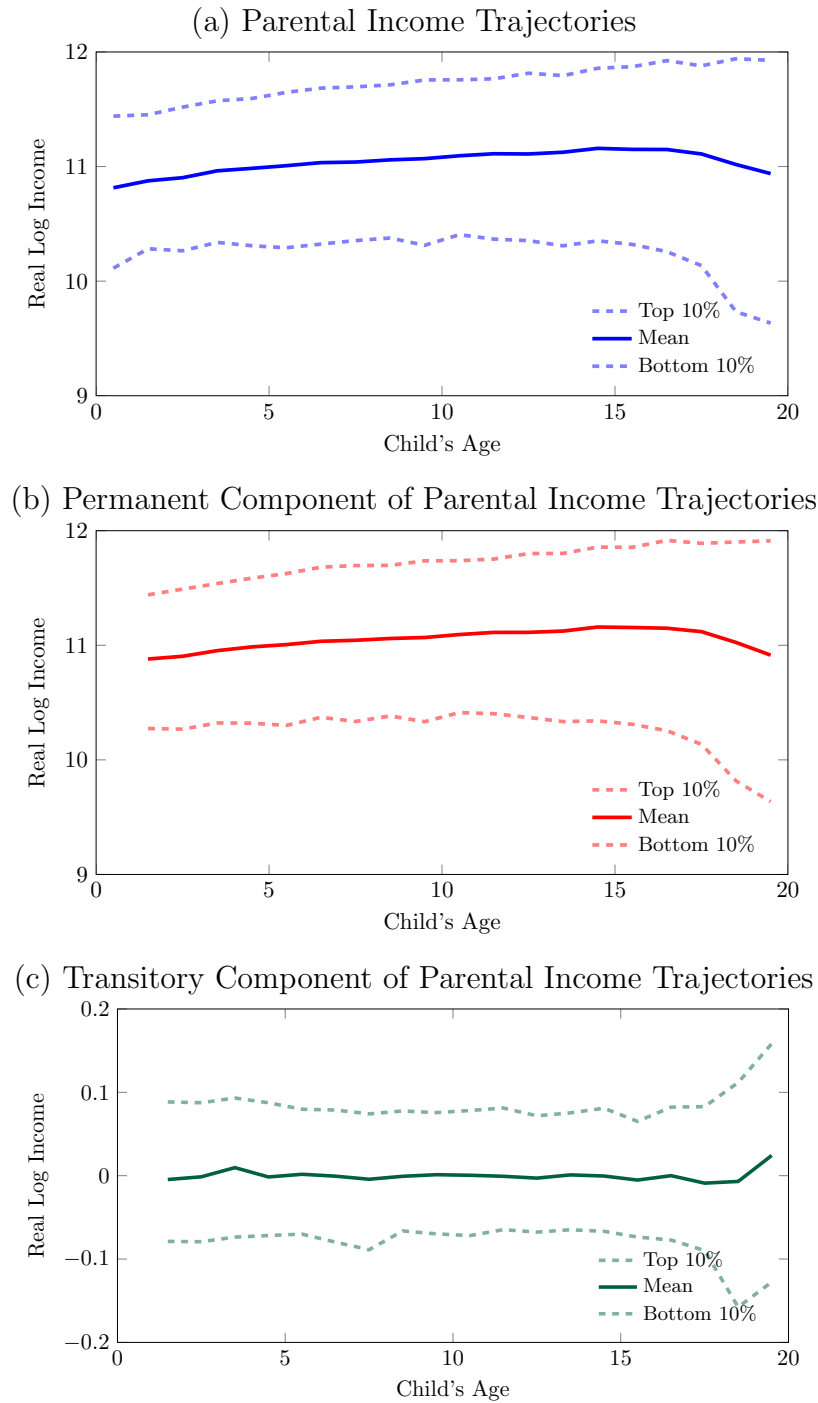 (a) Parental Income Trajectories
12
11
10
9
Real Log Income
Top 10%
Mean
Bottom 10%
0 5 10 15 20
Child's Age
(b) Permanent Component of Parental Income Trajectories
12
11
10
9
Real Log Income
Top 10%
Mean
Bottom 10%
0 5 10 15 20
Child's Age
(c) Transitory Component of Parental Income Trajectories
0.2
0.1
0
−0.1
−0.2
Real Log Income
Top 10%
Mean
Bottom 10%
0 5 10 15 20
Child's Age